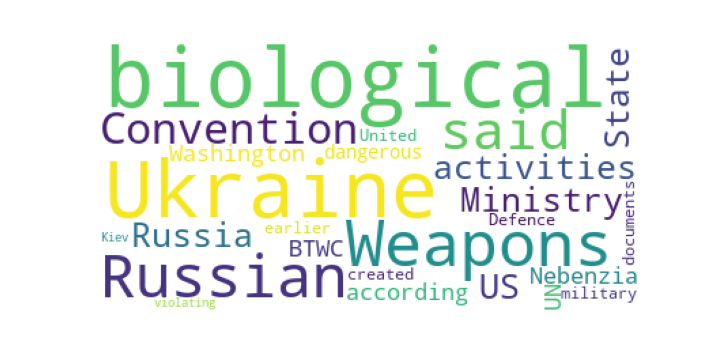 biological
State
Convention
United
said
Washington
dangerous
activities
Ukraine
Ministry
documents
Defence
earlier
Kiev
Russia
BTWC
Weapons
Russian
created
according
US
Nebenzia
UN
military
violating